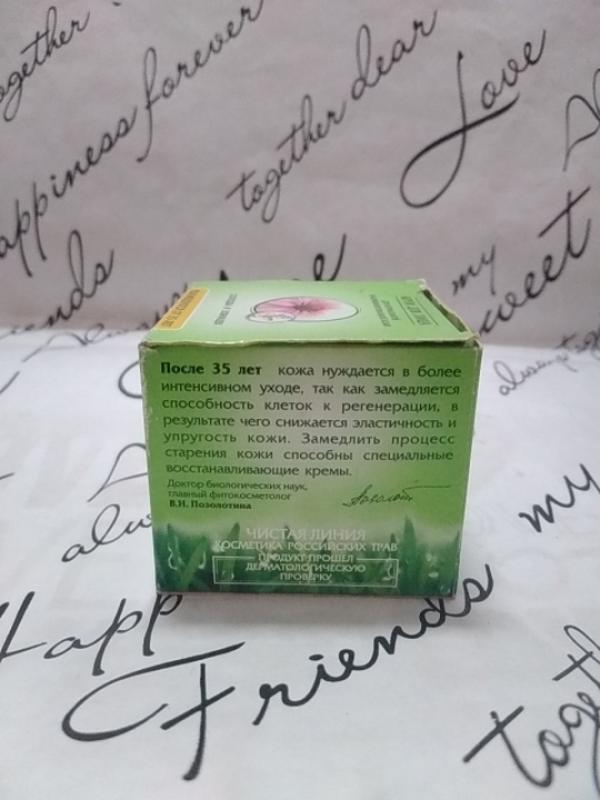 together
happiness forever
together dear
Love
happiness
my
sweet
always together
После 35 лет кожа нуждается в более
интенсивном уходе, так как замедляется
способность клеток к регенерации, в
результате чего снижается эластичность и
упругость кожи. Замедлить процесс
старения кожи способны специальные
восстанавливающие кремы.
Доктор биологических наук,
главный фитокосметолог
В.Н. Позолотина
ЧИСТАЯ ЛИНИЯ
КОСМЕТИКА РОССИЙСКИХ ТРАВ
ПРОДУКТ ПРОШЕЛ
ДЕРМАТОЛОГИЧЕСКУЮ
ПРОВЕРКУ
my
Happ
Friends